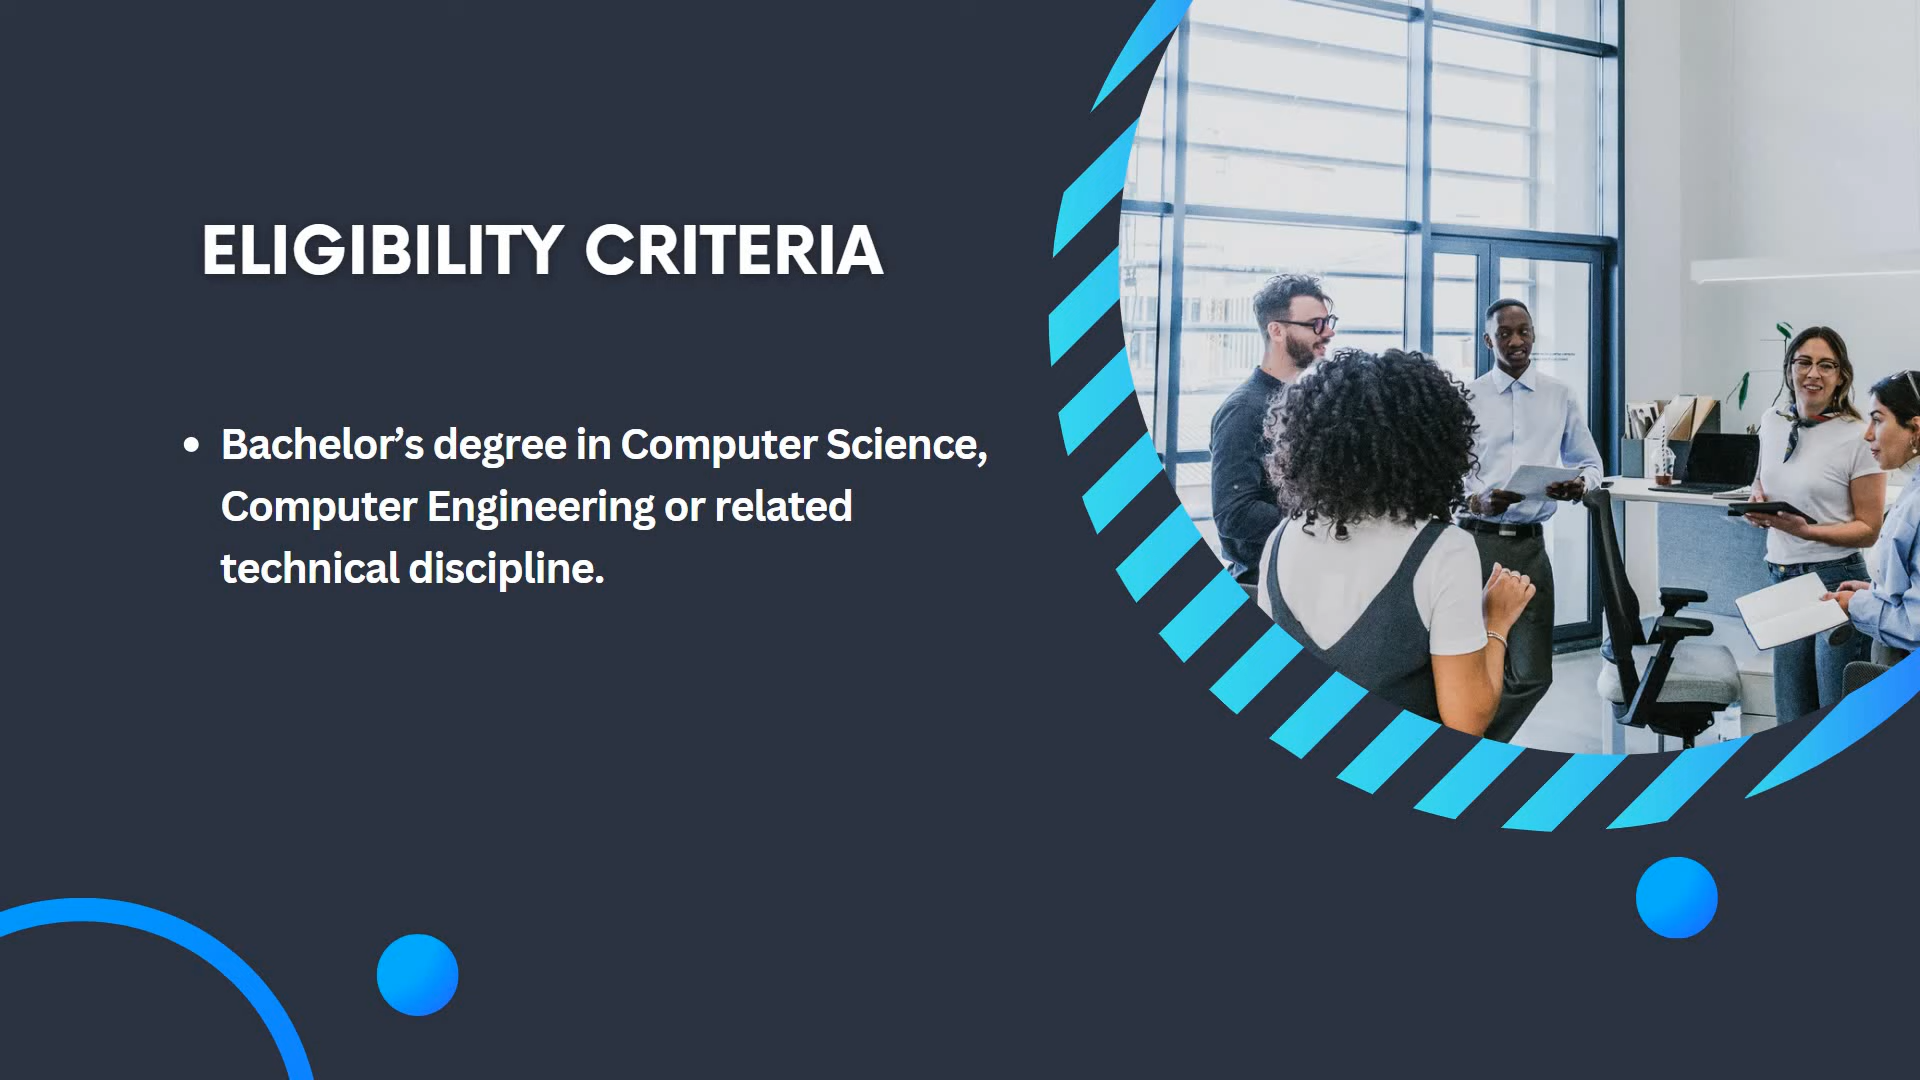 ELIGIBILITY CRITERIA
• Bachelor’s degree in Computer Science,
Computer Engineering or related
technical discipline.